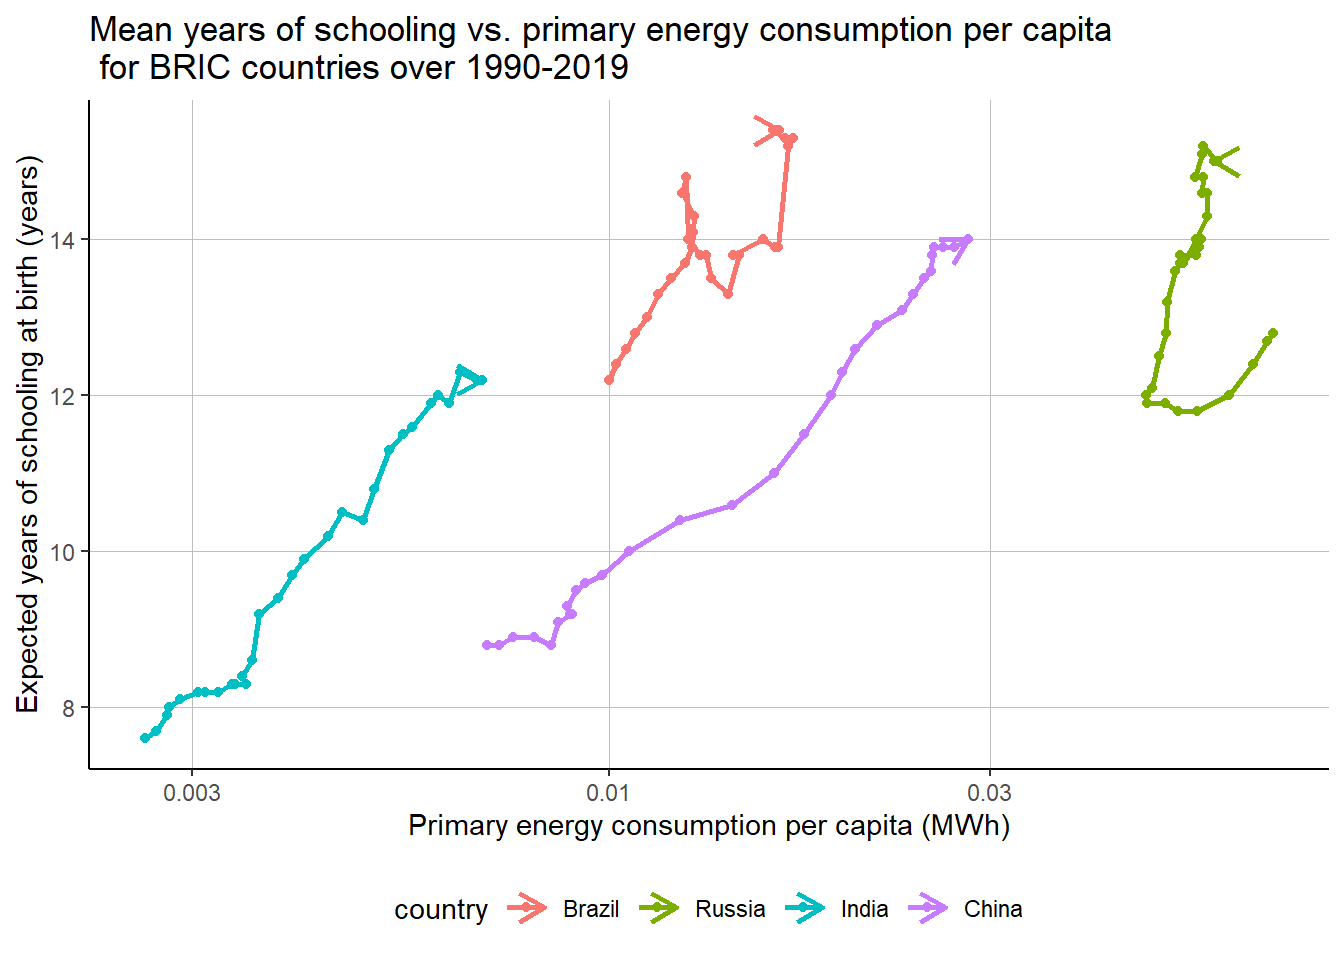 Mean years of schooling vs. primary energy consumption per capita
for BRIC countries over 1990-2019
Expected years of schooling at birth (years)
14
12
10
8
0.003
0.01
0.03
Primary energy consumption per capita (MWh)
country
Brazil
Russia
India
China